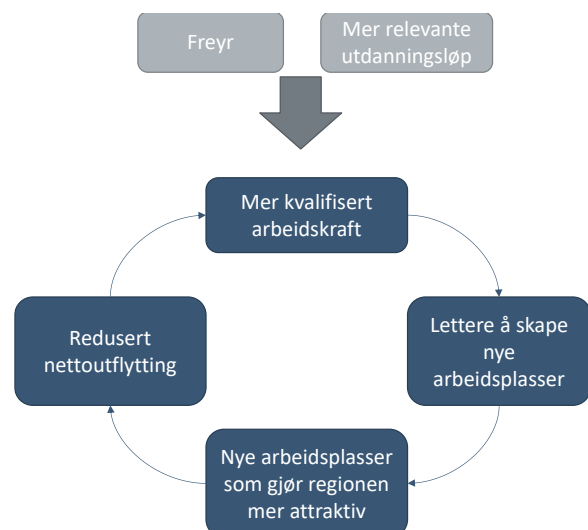 Freyr
Mer relevante
utdanningsløp
Mer kvalifisert
arbeidskraft
Lettere å skape
nye
arbeidsplasser
Nye arbeidsplasser
som gjør regionen
mer attraktiv
Redusert
nettoutflytting